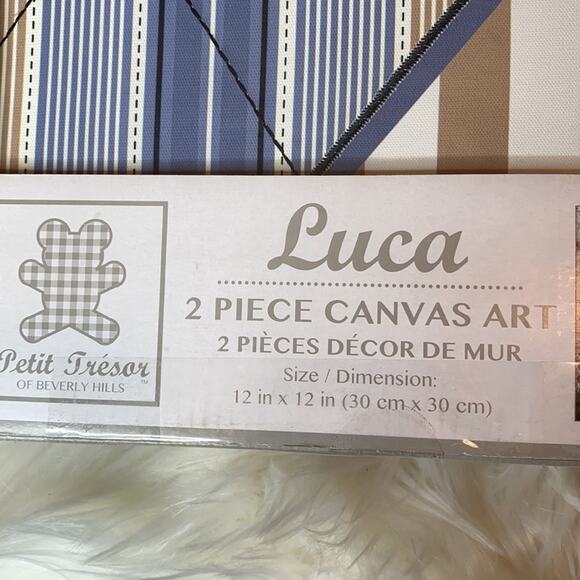 Luca
2 PIECE CANVAS ART
2 PIÈCES DÉCOR DE MUR
Size / Dimension:
12 in x 12 in (30 cm x 30 cm)
Petit Trésor
OF BEVERLY HILLS™